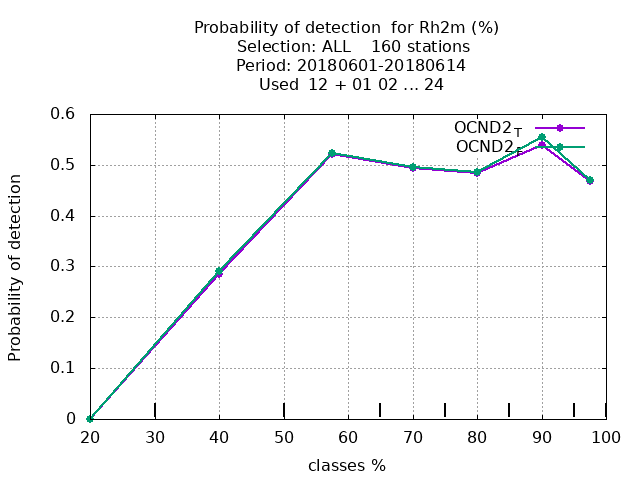 Probability of detection for Rh2m (%)
Selection: ALL 160 stations
Period: 20180601-20180614
Used 12 + 01 02 ... 24
OCND2_T
OCND2
0.6
0.5
0.4
0.3
0.2
0.1
0
Probability of detection
20 30 40 50 60 70 80 90 100
classes %